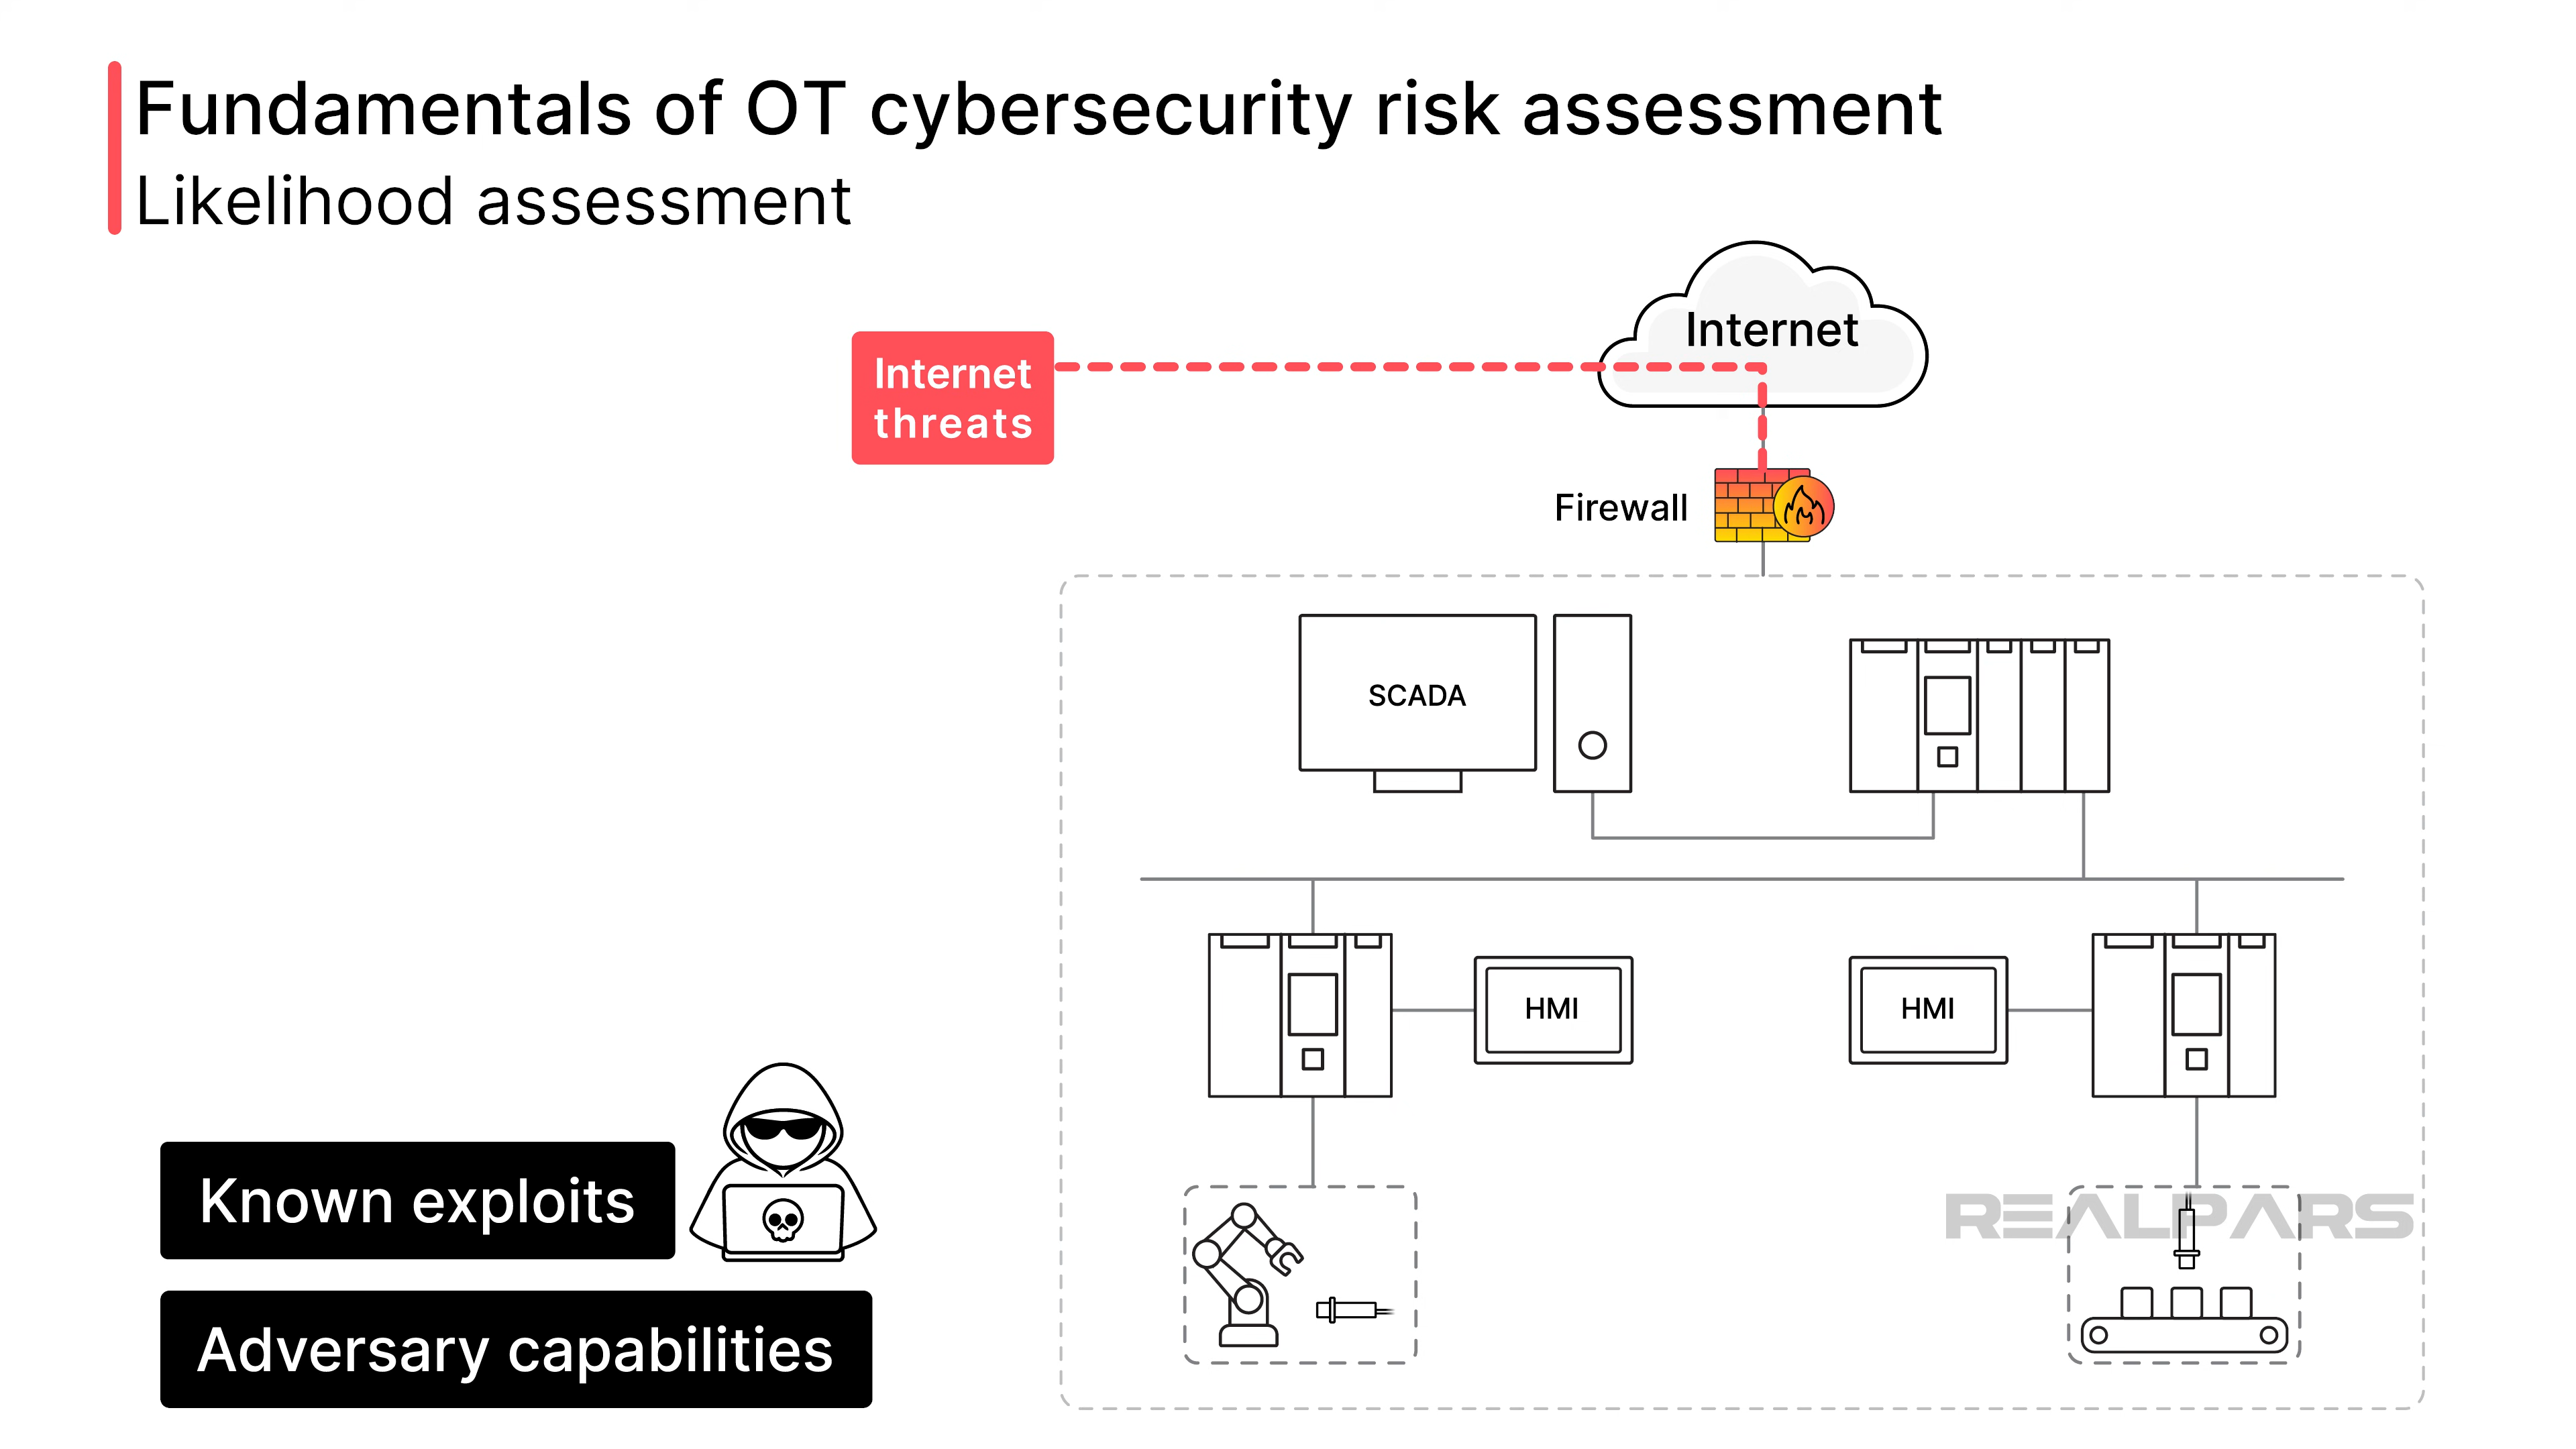 Fundamentals of OT cybersecurity risk assessment
Likelihood assessment
Internet
Internet
threats
Firewall
SCADA
HMI
HMI
Known exploits
REALPARS
Adversary capabilities